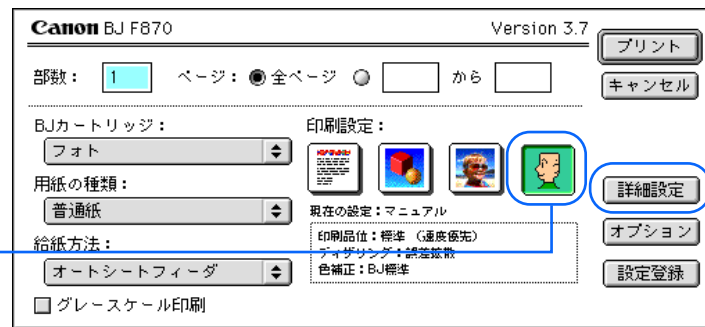 Canon BJ F870 Version 3.7
プリント
部数： 1 ページ： 全ページ から
キャンセル
BJカートリッジ： 印刷設定：
フォト
用紙の種類：
詳細設定
普通紙
現在の設定：マニュアル
オプション
給紙方法：
印刷品位：標準 （速度優先）
ディザリング：誤差拡散
オートシートフィーダ
色補正：BJ標準
設定登録
グレースケール印刷